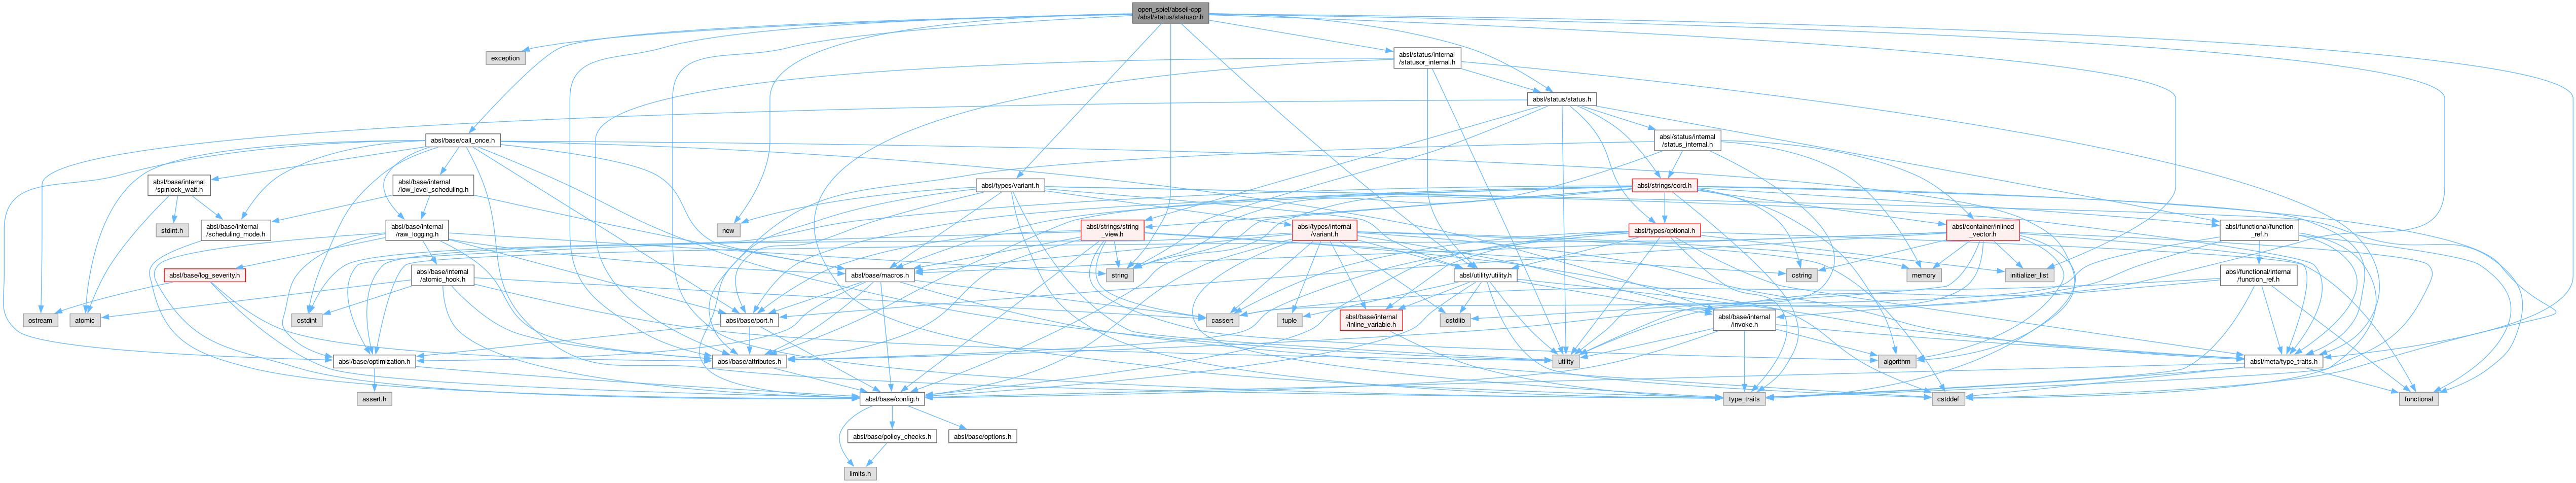 open_spiel/abseil-cpp
/absl/status/statusor.h
exception
absl/status/internal
/statusor_internal.h
absl/status/status.h
absl/base/call_once.h
absl/status/internal
/status_internal.h
absl/base/internal
/spinlock_wait.h
absl/base/internal
/low_level_scheduling.h
absl/types/variant.h
absl/strings/cord.h
stdint.h
absl/base/internal
/scheduling_mode.h
absl/base/internal
/raw_logging.h
new
absl/strings/string
_view.h
absl/types/internal
/variant.h
absl/types/optional.h
absl/container/inlined
_vector.h
absl/functional/function
_ref.h
absl/base/log_severity.h
absl/base/internal
/atomic_hook.h
string
absl/base/macros.h
absl/utility/utility.h
cstring
memory
initializer_list
absl/functional/internal
/function_ref.h
ostream
atomic
cstdint
absl/base/port.h
cassert
tuple
absl/base/internal
/inline_variable.h
cstdlib
absl/base/internal
/invoke.h
absl/base/optimization.h
absl/base/attributes.h
utility
algorithm
absl/meta/type_traits.h
assert.h
absl/base/config.h
type_traits
cstddef
functional
absl/base/policy_checks.h
absl/base/options.h
limits.h